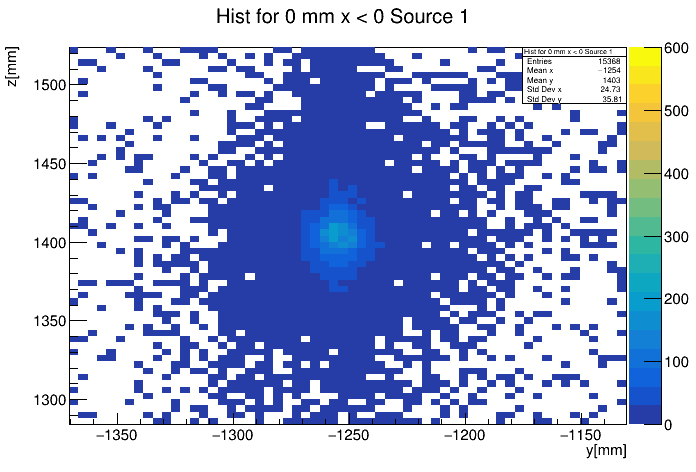 Hist for 0 mm x < 0 Source 1
z[mm]
Hist for 0 mm x < 0 Source 1
Entries 15368
Mean x −1254
Mean y 1403
Std Dev x 24.73
Std Dev y 35.81
1500
1450
1400
1350
1300
−1350 −1300 −1250 −1200 −1150
y[mm]
600
500
400
300
200
100
0